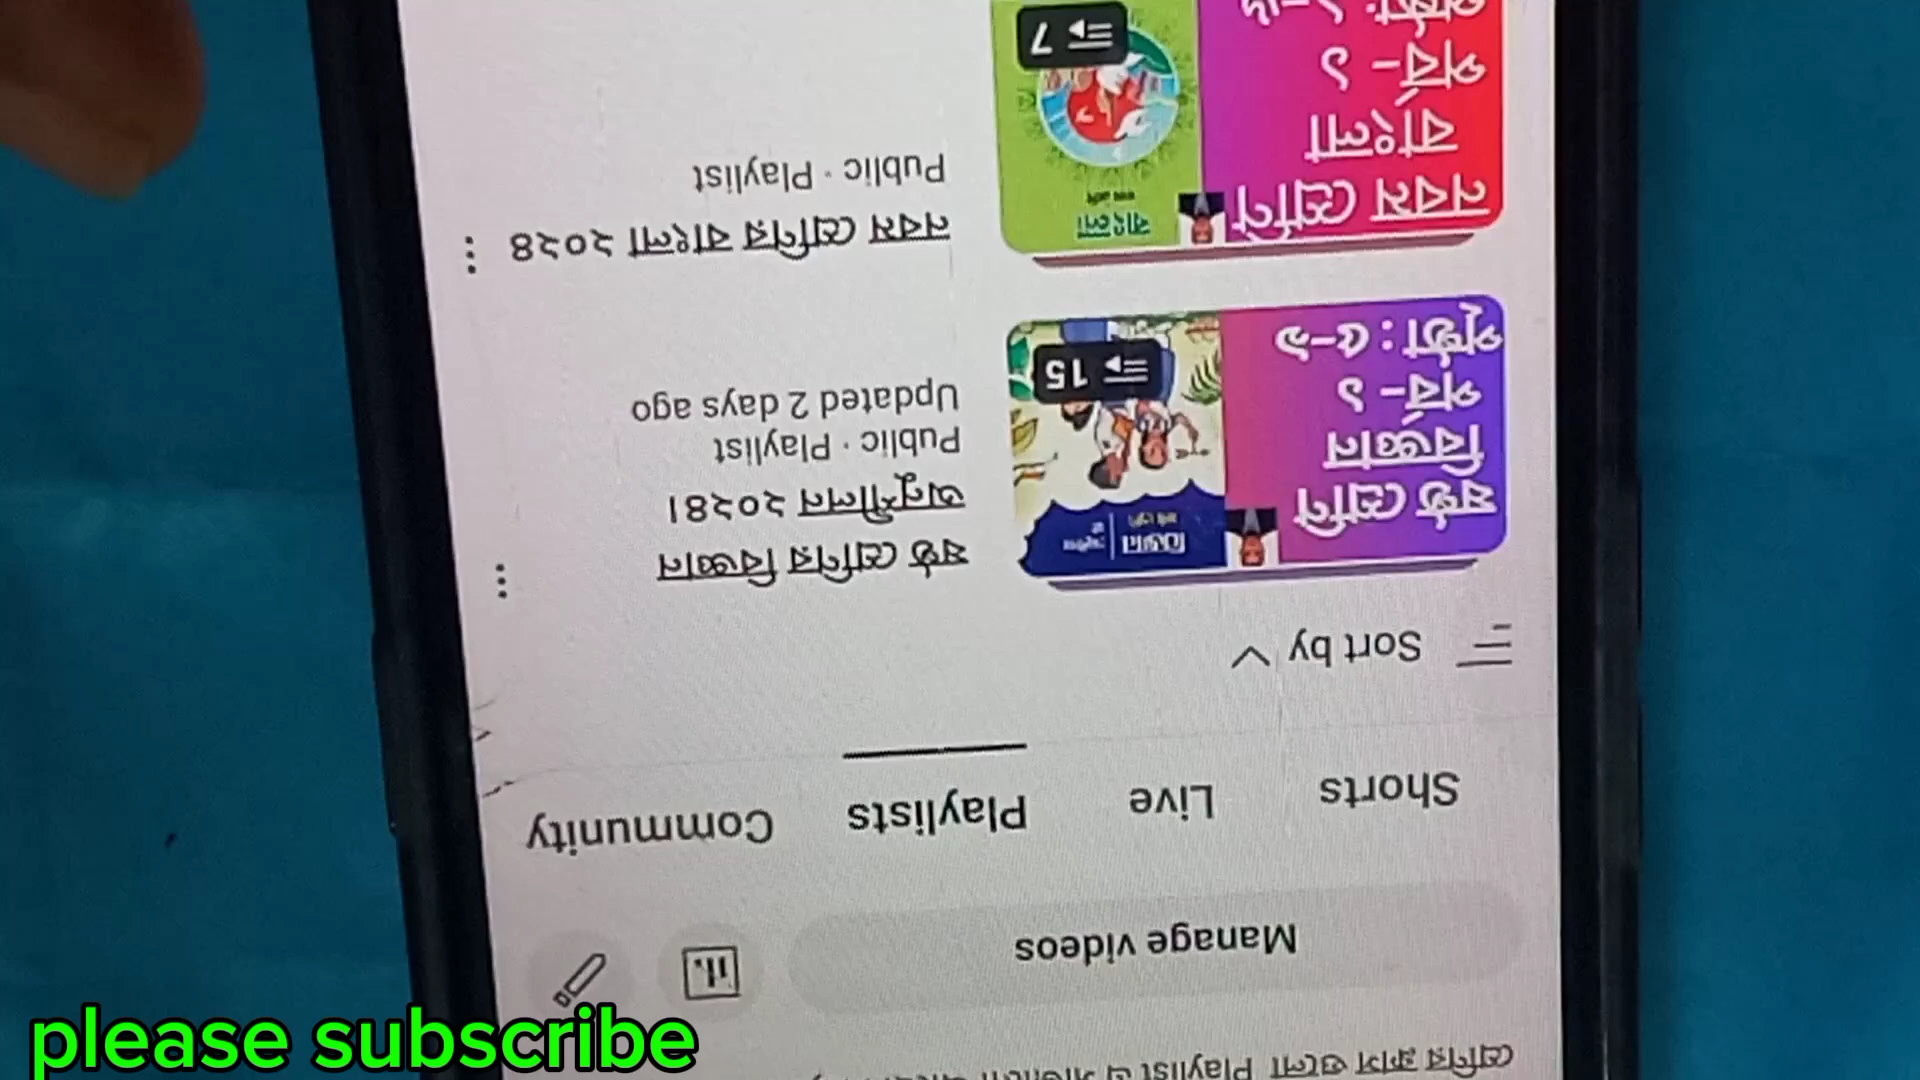 শ্রেণির ক্লাস গুলো Playlist এ
Manage videos
Shorts Live Playlists Community
Sort by
ষষ্ঠ শ্রেণি
বিজ্ঞান
পর্ব- ১
পৃষ্ঠা: ৫-৯
বিজ্ঞান
15
ষষ্ঠ শ্রেণির বিজ্ঞান
অনুশীলন ২০২৪।
Public · Playlist
Updated 2 days ago
নবম শ্রেণি
বাংলা
পর্ব- ১
বাংলা
7
নবম শ্রেণির বাংলা ২০২৪
Public · Playlist
please subscribe